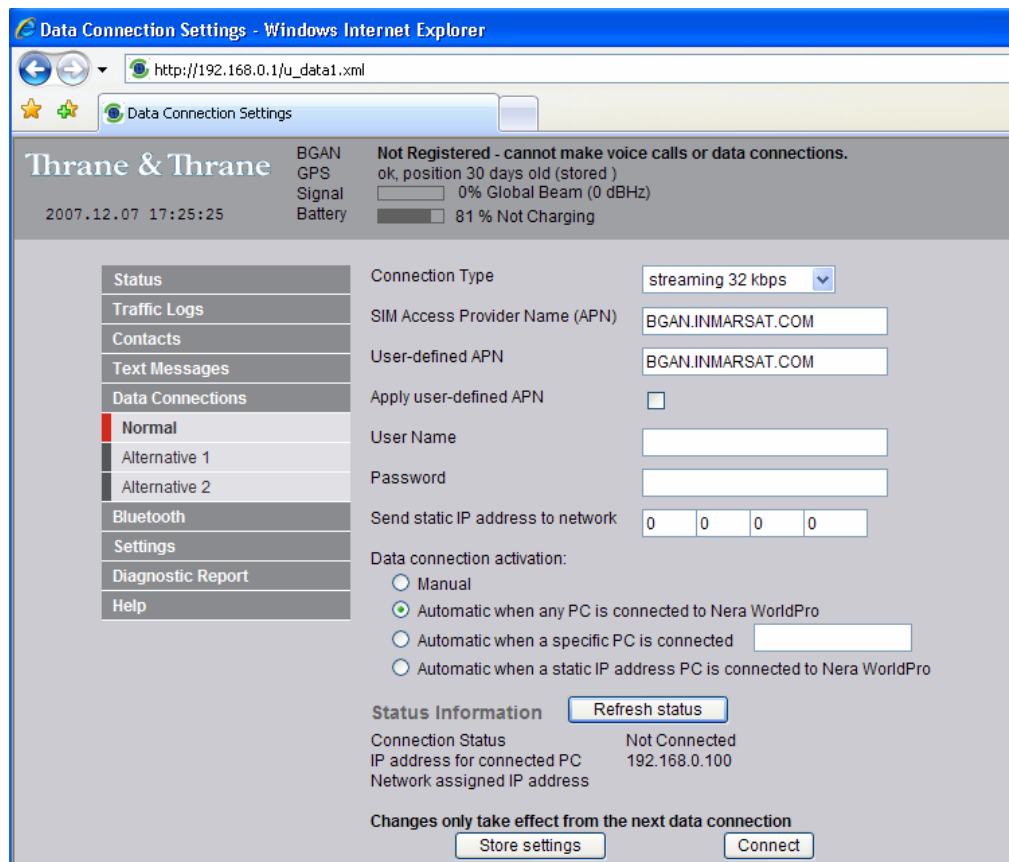 Data Connection Settings - Windows Internet Explorer
http://192.168.0.1/u_data1.xml
Data Connection Settings
Thrane & Thrane
2007.12.07 17:25:25
BGAN Not Registered - cannot make voice calls or data connections.
GPS ok, position 30 days old (stored )
Signal 0% Global Beam (0 dBHz)
Battery 81 % Not Charging
Status
Traffic Logs
Contacts
Text Messages
Data Connections
Normal
Alternative 1
Alternative 2
Bluetooth
Settings
Diagnostic Report
Help
Connection Type streaming 32 kbps
SIM Access Provider Name (APN) BGAN.INMARSAT.COM
User-defined APN BGAN.INMARSAT.COM
Apply user-defined APN
User Name
Password
Send static IP address to network 0 0 0 0
Data connection activation:
Manual
Automatic when any PC is connected to Nera WorldPro
Automatic when a specific PC is connected
Automatic when a static IP address PC is connected to Nera WorldPro
Status Information Refresh status
Connection Status Not Connected
IP address for connected PC 192.168.0.100
Network assigned IP address
Changes only take effect from the next data connection
Store settings Connect